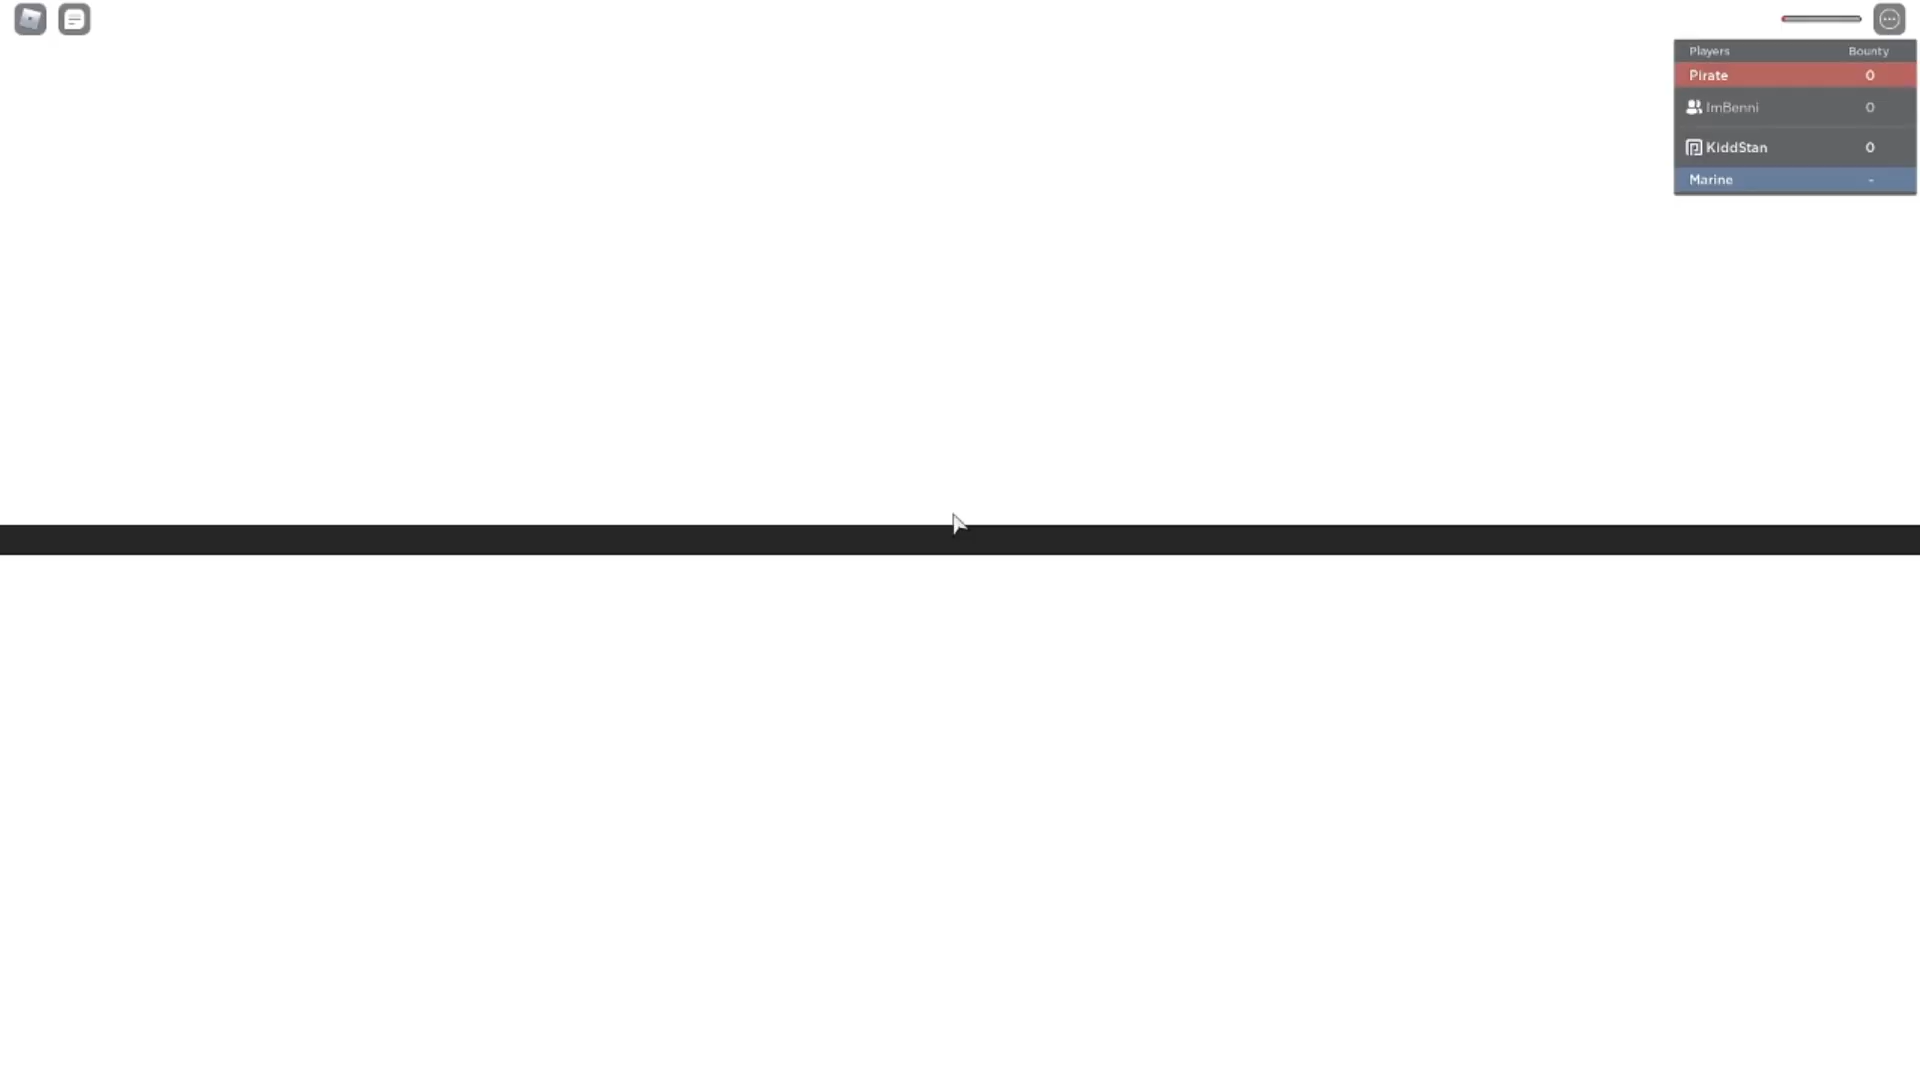 Players Bounty
Pirate 0
ImBenni 0
KiddStan 0
Marine -